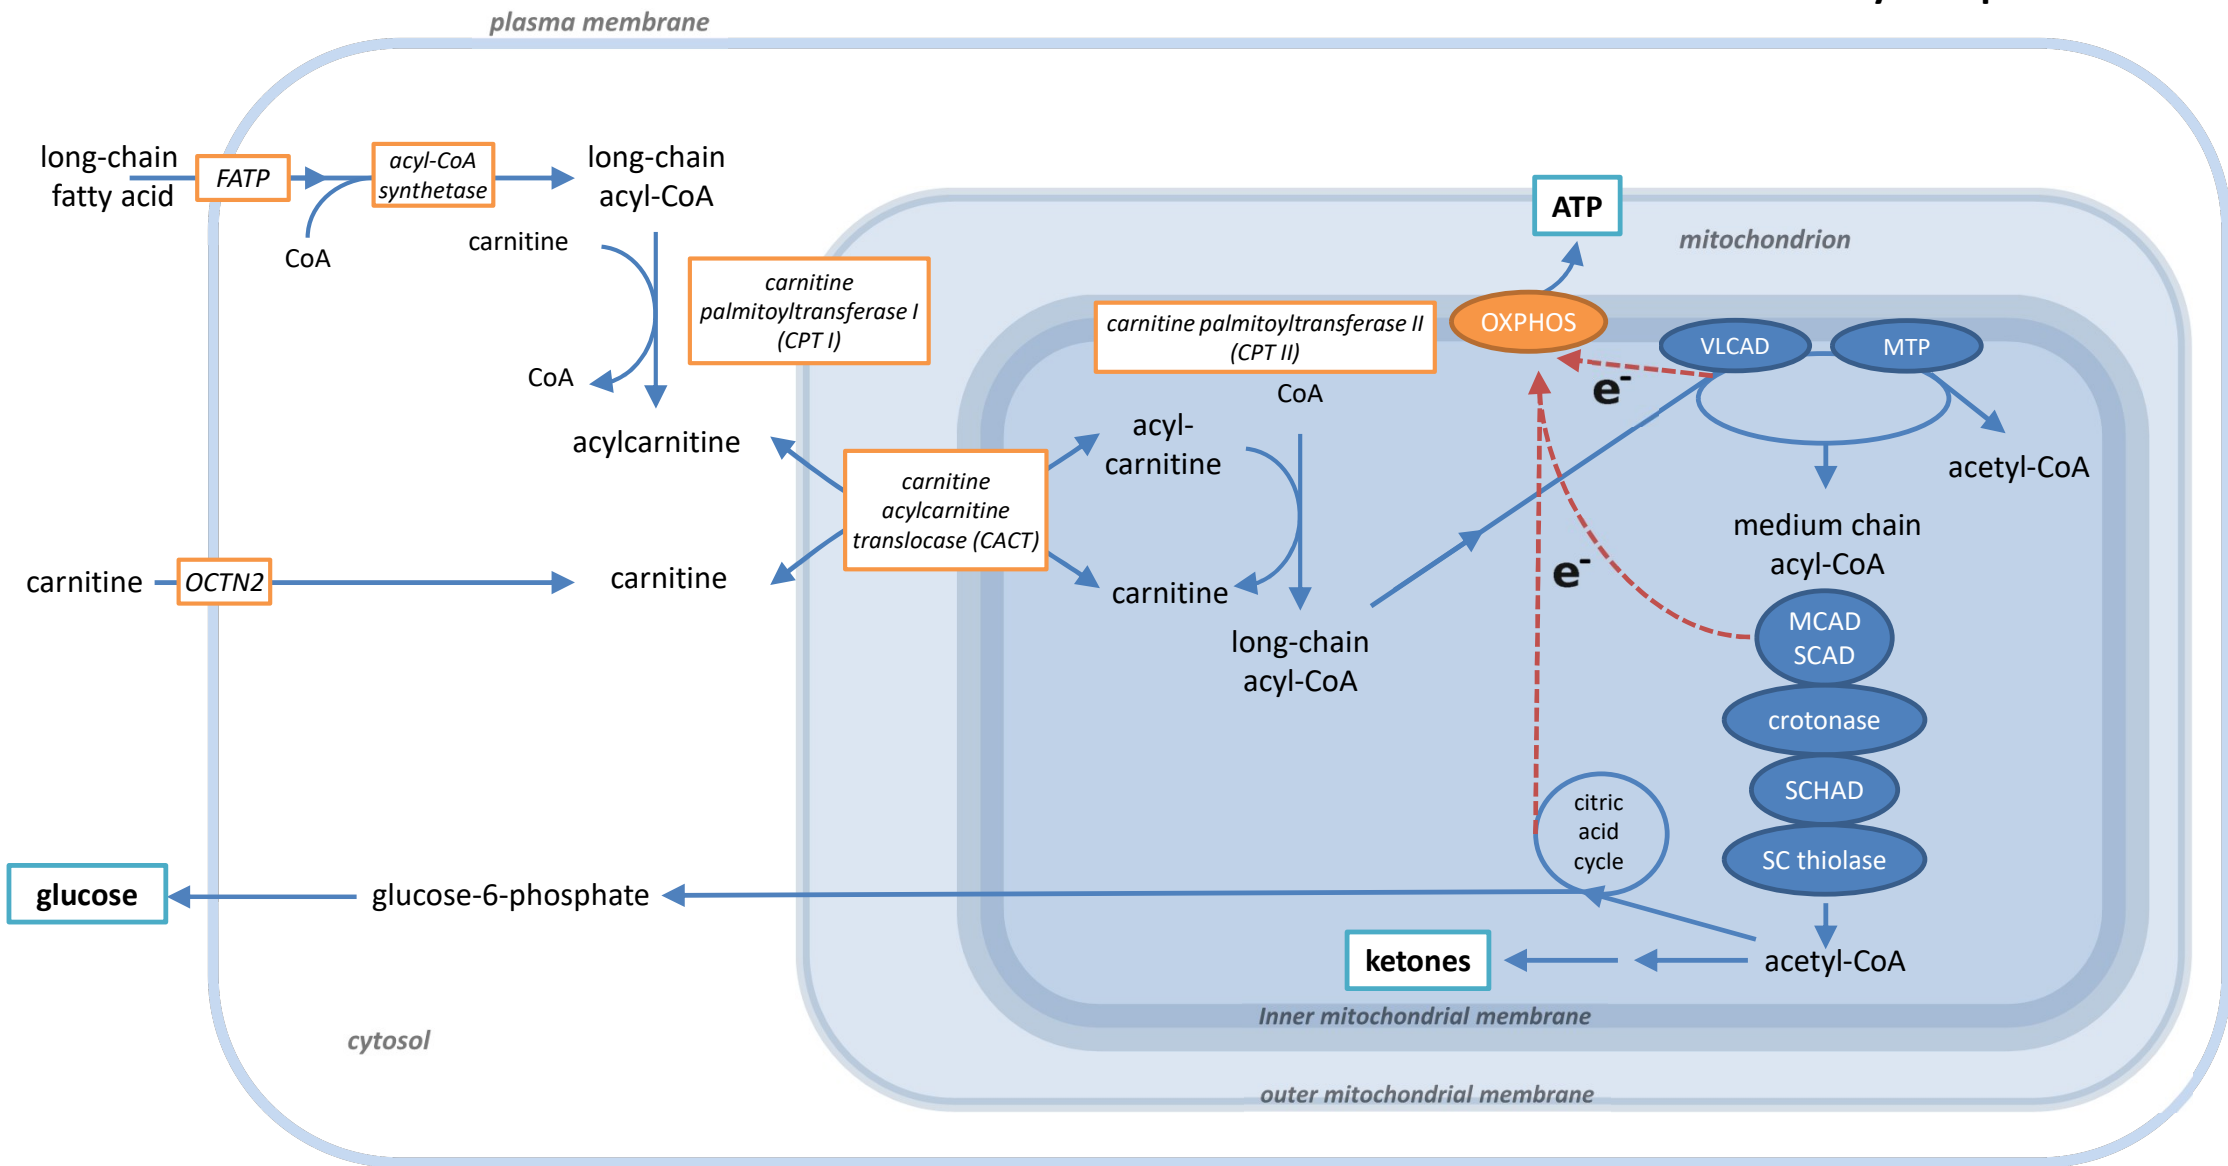 plasma membrane
long-chain
fatty acid
FATP
acyl-CoA
synthetase
long-chain
acyl-CoA
CoA
carnitine
carnitine
palmitoyltransferase I
(CPT I)
CoA
acylcarnitine
carnitine
OCTN2
carnitine
carnitine
acylcarnitine
translocase (CACT)
ATP
mitochondrion
carnitine palmitoyltransferase II
(CPT II)
OXPHOS
VLCAD
MTP
e-
CoA
acyl-
carnitine
carnitine
long-chain
acyl-CoA
acetyl-CoA
medium chain
acyl-CoA
e-
MCAD
SCAD
crotonase
SCHAD
SC thiolase
citric
acid
cycle
glucose
glucose-6-phosphate
ketones
acetyl-CoA
Inner mitochondrial membrane
cytosol
outer mitochondrial membrane